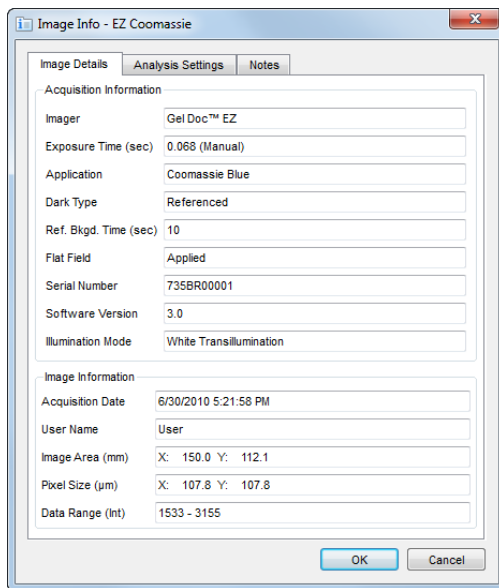 Image Info - EZ Coomassie
Image Details Analysis Settings Notes
Acquisition Information
Imager Gel Doc™ EZ
Exposure Time (sec) 0.068 (Manual)
Application Coomassie Blue
Dark Type Referenced
Ref. Bkgd. Time (sec) 10
Flat Field Applied
Serial Number 735BR00001
Software Version 3.0
Illumination Mode White Transillumination
Image Information
Acquisition Date 6/30/2010 5:21:58 PM
User Name User
Image Area (mm) X: 150.0 Y: 112.1
Pixel Size (µm) X: 107.8 Y: 107.8
Data Range (Int) 1533 - 3155
OK Cancel